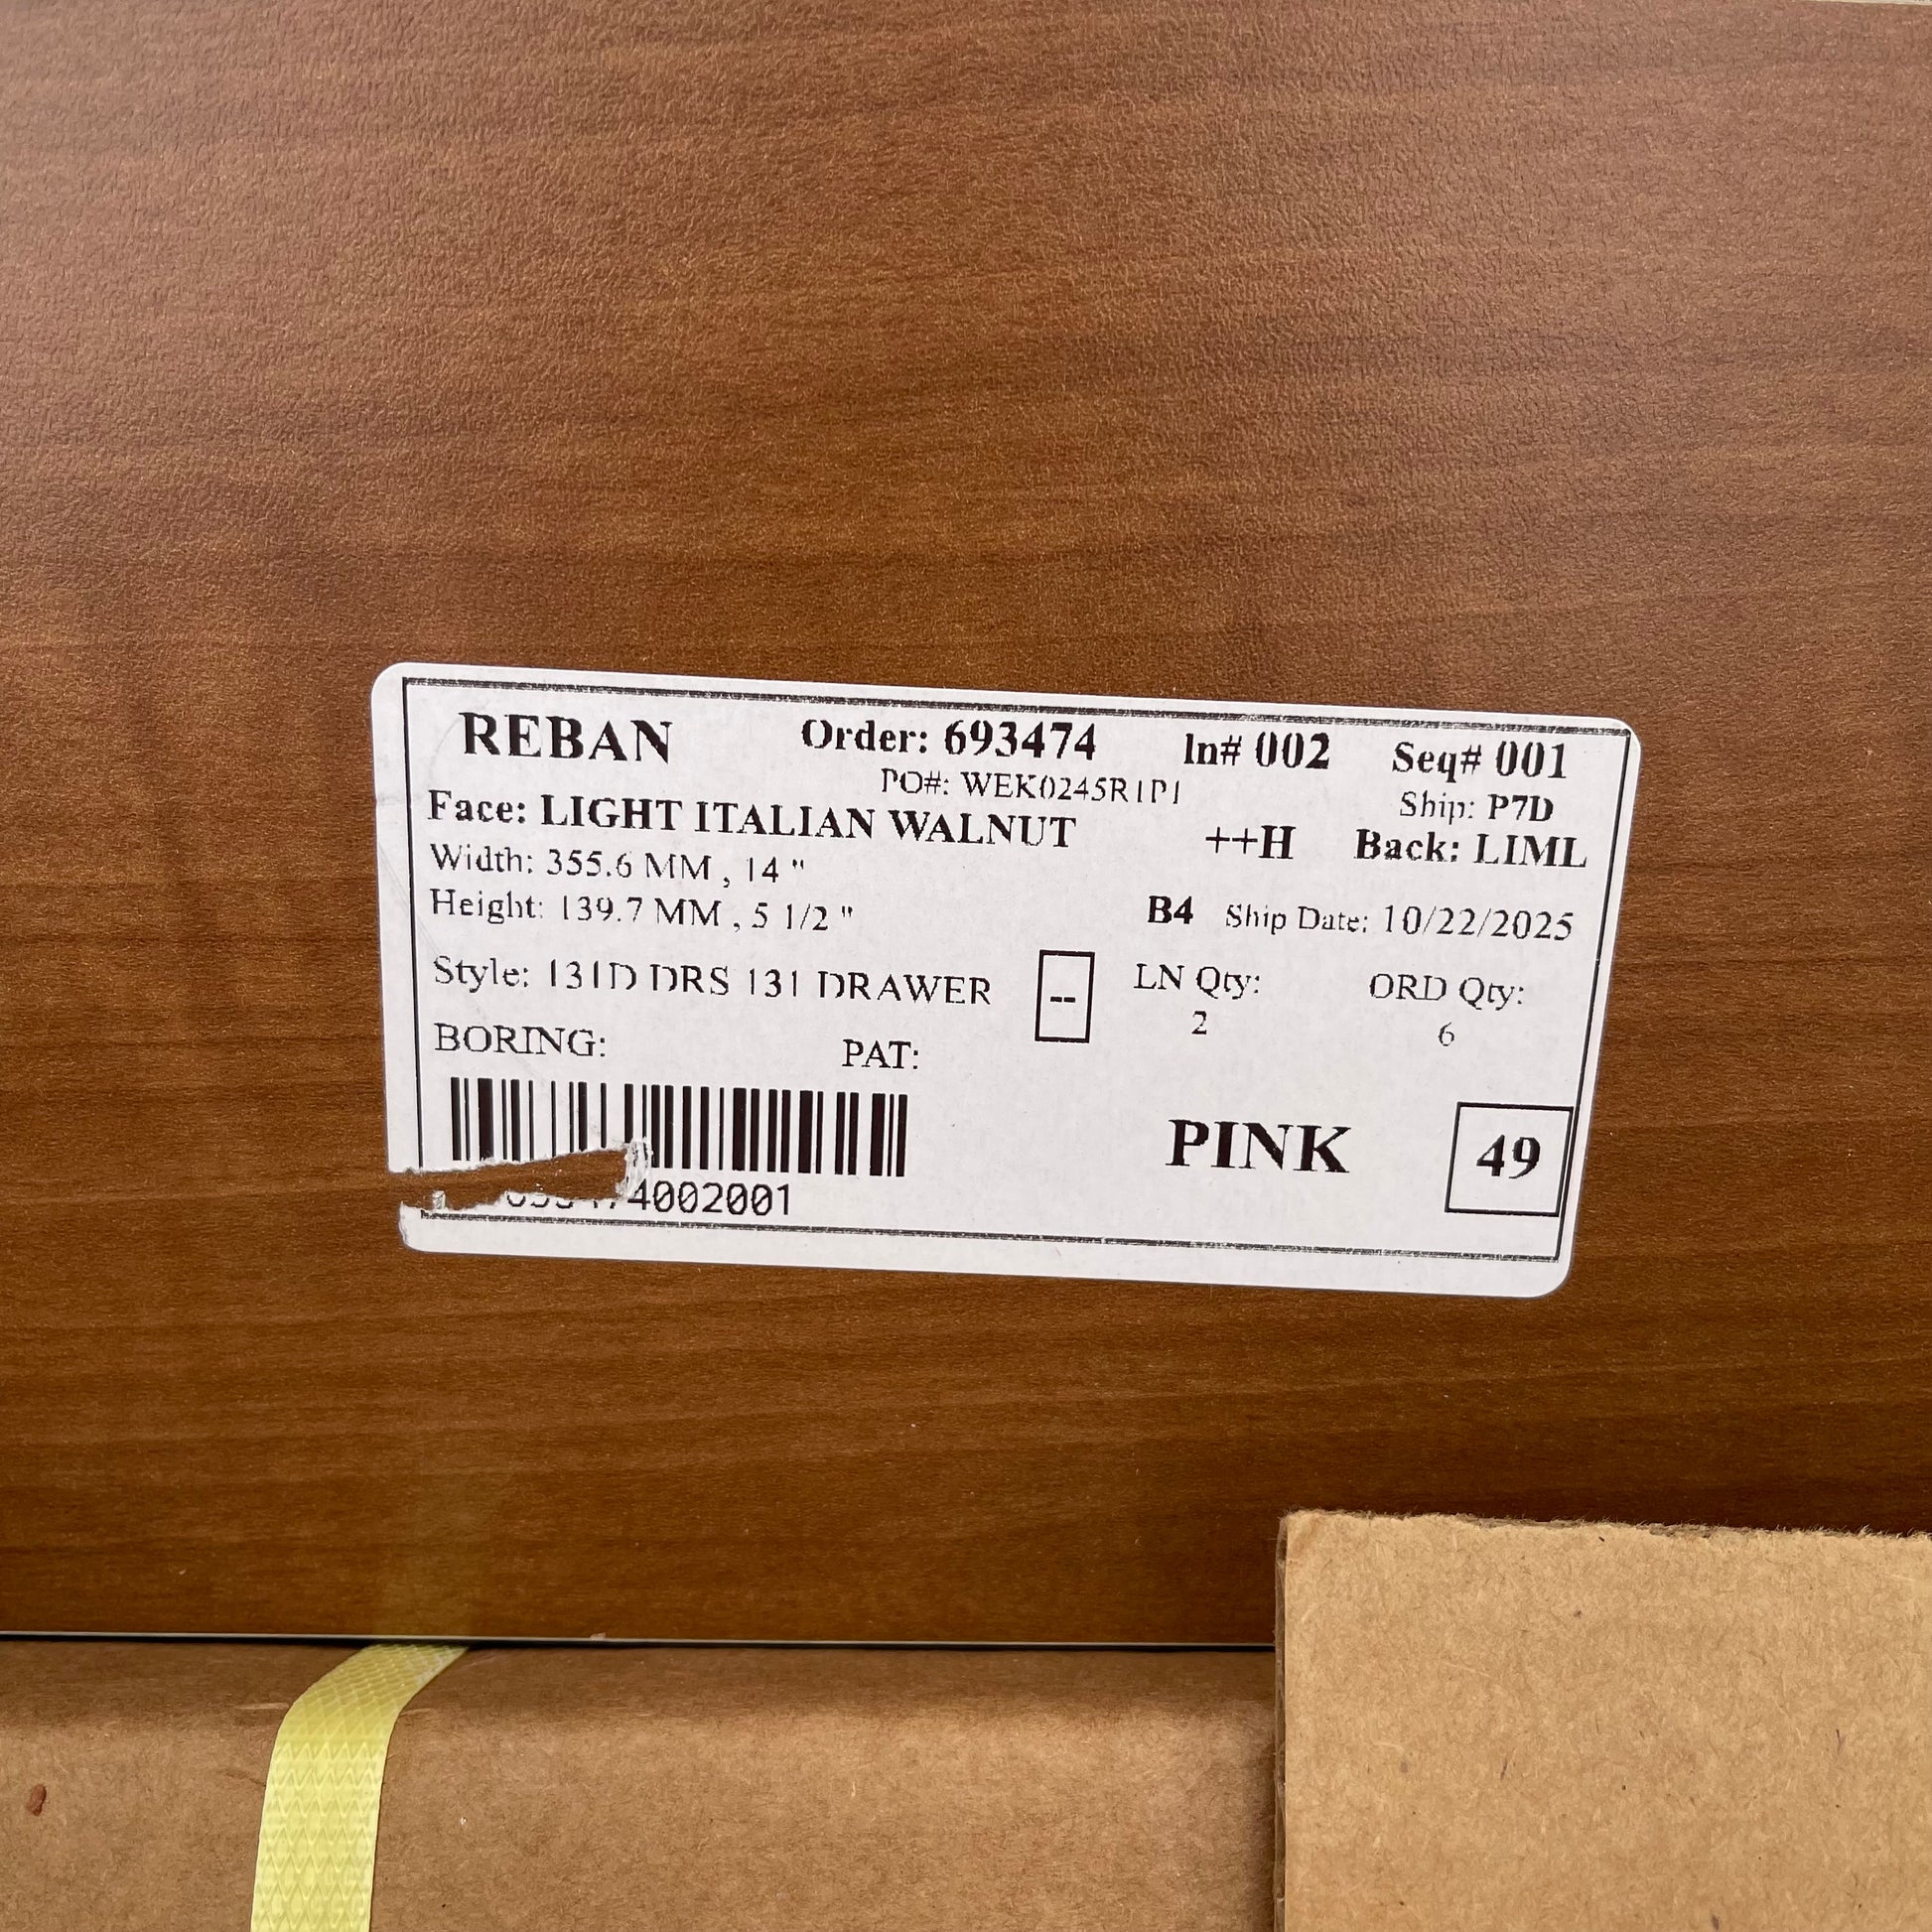 REBAN Order: 693474 ln# 002 Seq# 001
PO#: WEK0245R1P1 Ship: P7D
Face: LIGHT ITALIAN WALNUT ++H Back: LIML
Width: 355.6 MM , 14 "
Height: 139.7 MM , 5 1/2 " B4 Ship Date: 10/22/2025
Style: 131D DRS 131 DRAWER -- LN Qty: ORD Qty:
2 6
BORING: PAT:
PINK 49
4002001